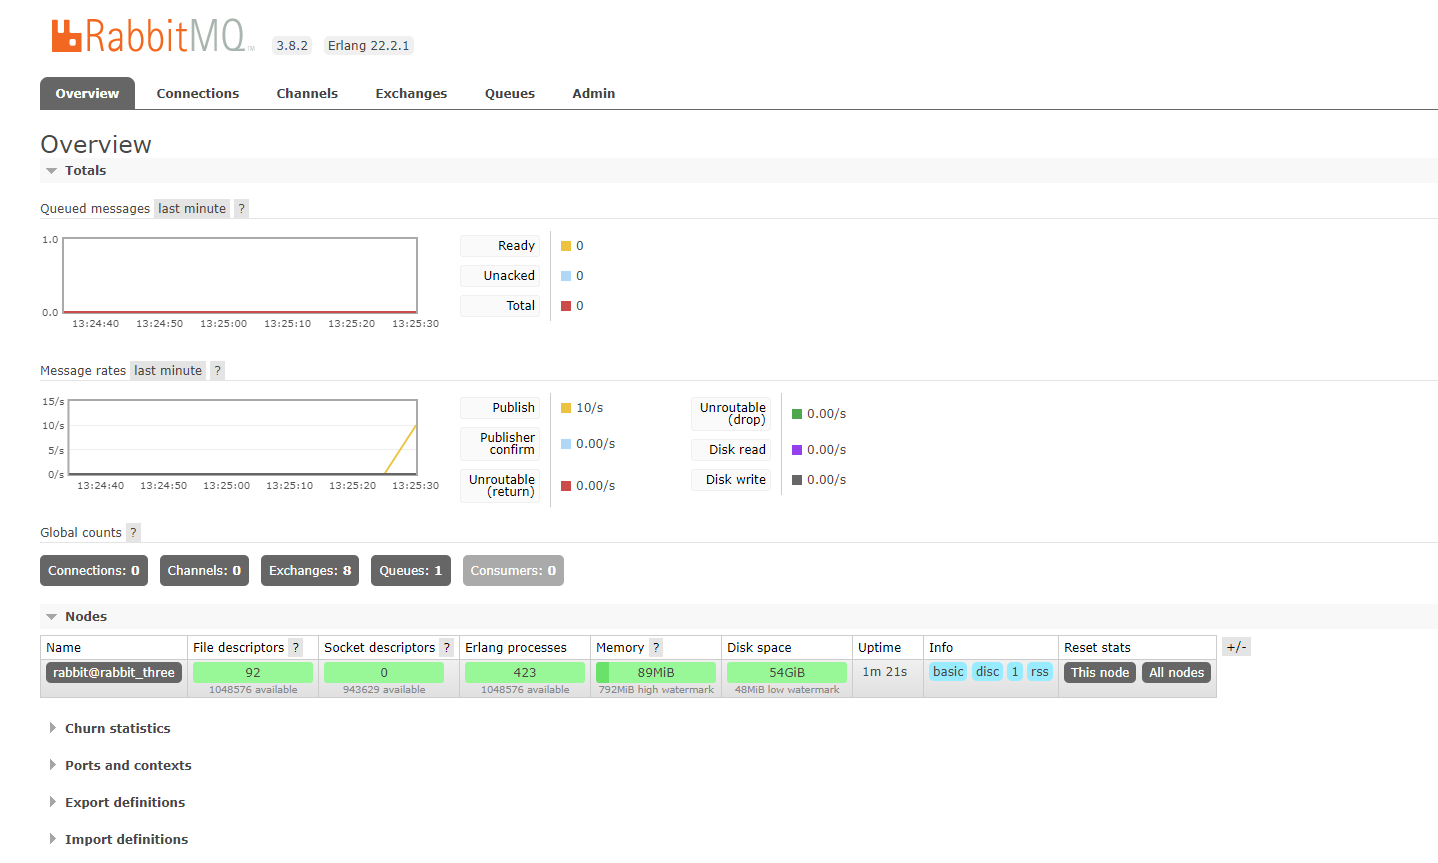 RabbitMQ TM 3.8.2 Erlang 22.2.1
Overview Connections Channels Exchanges Queues Admin
Overview
Totals
Queued messages last minute ?
1.0
0.0
13:24:40 13:24:50 13:25:00 13:25:10 13:25:20 13:25:30
Ready 0
Unacked 0
Total 0
Message rates last minute ?
15/s
10/s
5/s
0/s
13:24:40 13:24:50 13:25:00 13:25:10 13:25:20 13:25:30
Publish 10/s
Publisher
confirm 0.00/s
Unroutable
(return) 0.00/s
Unroutable
(drop) 0.00/s
Disk read 0.00/s
Disk write 0.00/s
Global counts ?
Connections: 0 Channels: 0 Exchanges: 8 Queues: 1 Consumers: 0
Nodes
Name File descriptors ? Socket descriptors ? Erlang processes Memory ? Disk space Uptime Info Reset stats +/-
rabbit@rabbit_three 92 0 423 89MiB 54GiB 1m 21s basic disc 1 rss This node All nodes
1048576 available 943629 available 1048576 available 792MiB high watermark 48MiB low watermark
Churn statistics
Ports and contexts
Export definitions
Import definitions